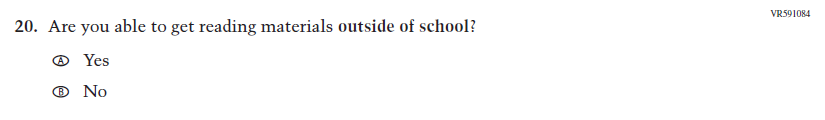 VR591084
20. Are you able to get reading materials outside of school?
A Yes
B No